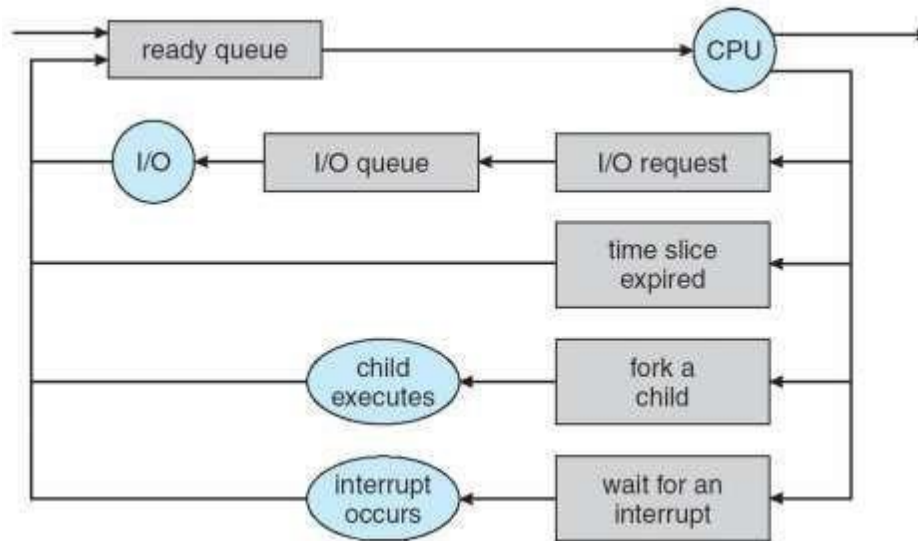 ready queue
CPU
I/O
I/O queue
I/O request
time slice
expired
child
executes
fork a
child
interrupt
occurs
wait for an
interrupt